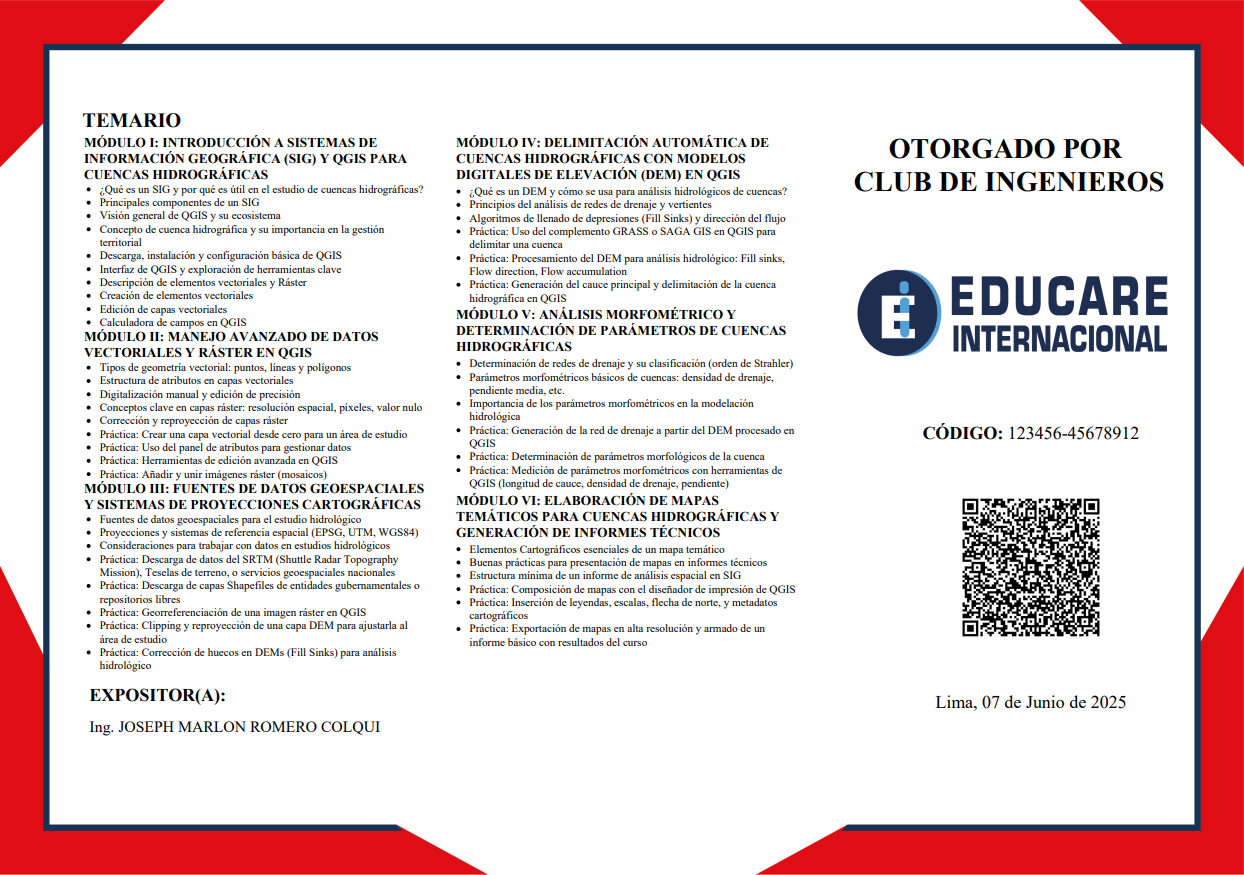 TEMARIO
MÓDULO I: INTRODUCCIÓN A SISTEMAS DE
INFORMACIÓN GEOGRÁFICA (SIG) Y QGIS PARA
CUENCAS HIDROGRÁFICAS
• ¿Qué es un SIG y por qué es útil en el estudio de cuencas hidrográficas?
• Principales componentes de un SIG
• Visión general de QGIS y su ecosistema
• Concepto de cuenca hidrográfica y su importancia en la gestión
territorial
• Descarga, instalación y configuración básica de QGIS
• Interfaz de QGIS y exploración de herramientas clave
• Descripción de elementos vectoriales y Ráster
• Creación de elementos vectoriales
• Edición de capas vectoriales
• Calculadora de campos en QGIS
MÓDULO II: MANEJO AVANZADO DE DATOS
VECTORIALES Y RÁSTER EN QGIS
• Tipos de geometría vectorial: puntos, líneas y polígonos
• Estructura de atributos en capas vectoriales
• Digitalización manual y edición de precisión
• Conceptos clave en capas ráster: resolución espacial, píxeles, valor nulo
• Corrección y reproyección de capas ráster
• Práctica: Crear una capa vectorial desde cero para un área de estudio
• Práctica: Uso del panel de atributos para gestionar datos
• Práctica: Herramientas de edición avanzada en QGIS
• Práctica: Añadir y unir imágenes ráster (mosaicos)
MÓDULO III: FUENTES DE DATOS GEOESPACIALES
Y SISTEMAS DE PROYECCIONES CARTOGRÁFICAS
• Fuentes de datos geoespaciales para el estudio hidrológico
• Proyecciones y sistemas de referencia espacial (EPSG, UTM, WGS84)
• Consideraciones para trabajar con datos en estudios hidrológicos
• Práctica: Descarga de datos del SRTM (Shuttle Radar Topography
Mission), Teselas de terreno, o servicios geoespaciales nacionales
• Práctica: Descarga de capas Shapefiles de entidades gubernamentales o
repositorios libres
• Práctica: Georreferenciación de una imagen ráster en QGIS
• Práctica: Clipping y reproyección de una capa DEM para ajustarla al
área de estudio
• Práctica: Corrección de huecos en DEMs (Fill Sinks) para análisis
hidrológico
EXPOSITOR(A):
Ing. JOSEPH MARLON ROMERO COLQUI
MÓDULO IV: DELIMITACIÓN AUTOMÁTICA DE
CUENCAS HIDROGRÁFICAS CON MODELOS
DIGITALES DE ELEVACIÓN (DEM) EN QGIS
• ¿Qué es un DEM y cómo se usa para análisis hidrológicos de cuencas?
• Principios del análisis de redes de drenaje y vertientes
• Algoritmos de llenado de depresiones (Fill Sinks) y dirección del flujo
• Práctica: Uso del complemento GRASS o SAGA GIS en QGIS para
delimitar una cuenca
• Práctica: Procesamiento del DEM para análisis hidrológico: Fill sinks,
Flow direction, Flow accumulation
• Práctica: Generación del cauce principal y delimitación de la cuenca
hidrográfica en QGIS
MÓDULO V: ANÁLISIS MORFOMÉTRICO Y
DETERMINACIÓN DE PARÁMETROS DE CUENCAS
HIDROGRÁFICAS
• Determinación de redes de drenaje y su clasificación (orden de Strahler)
• Parámetros morfométricos básicos de cuencas: densidad de drenaje,
pendiente media, etc.
• Importancia de los parámetros morfométricos en la modelación
hidrológica
• Práctica: Generación de la red de drenaje a partir del DEM procesado en
QGIS
• Práctica: Determinación de parámetros morfológicos de la cuenca
• Práctica: Medición de parámetros morfométricos con herramientas de
QGIS (longitud de cauce, densidad de drenaje, pendiente)
MÓDULO VI: ELABORACIÓN DE MAPAS
TEMÁTICOS PARA CUENCAS HIDROGRÁFICAS Y
GENERACIÓN DE INFORMES TÉCNICOS
• Elementos Cartográficos esenciales de un mapa temático
• Buenas prácticas para presentación de mapas en informes técnicos
• Estructura mínima de un informe de análisis espacial en SIG
• Práctica: Composición de mapas con el diseñador de impresión de QGIS
• Práctica: Inserción de leyendas, escalas, flecha de norte, y metadatos
cartográficos
• Práctica: Exportación de mapas en alta resolución y armado de un
informe básico con resultados del curso
OTORGADO POR
CLUB DE INGENIEROS
EDUCARE
INTERNACIONAL
CÓDIGO: 123456-45678912
Lima, 07 de Junio de 2025